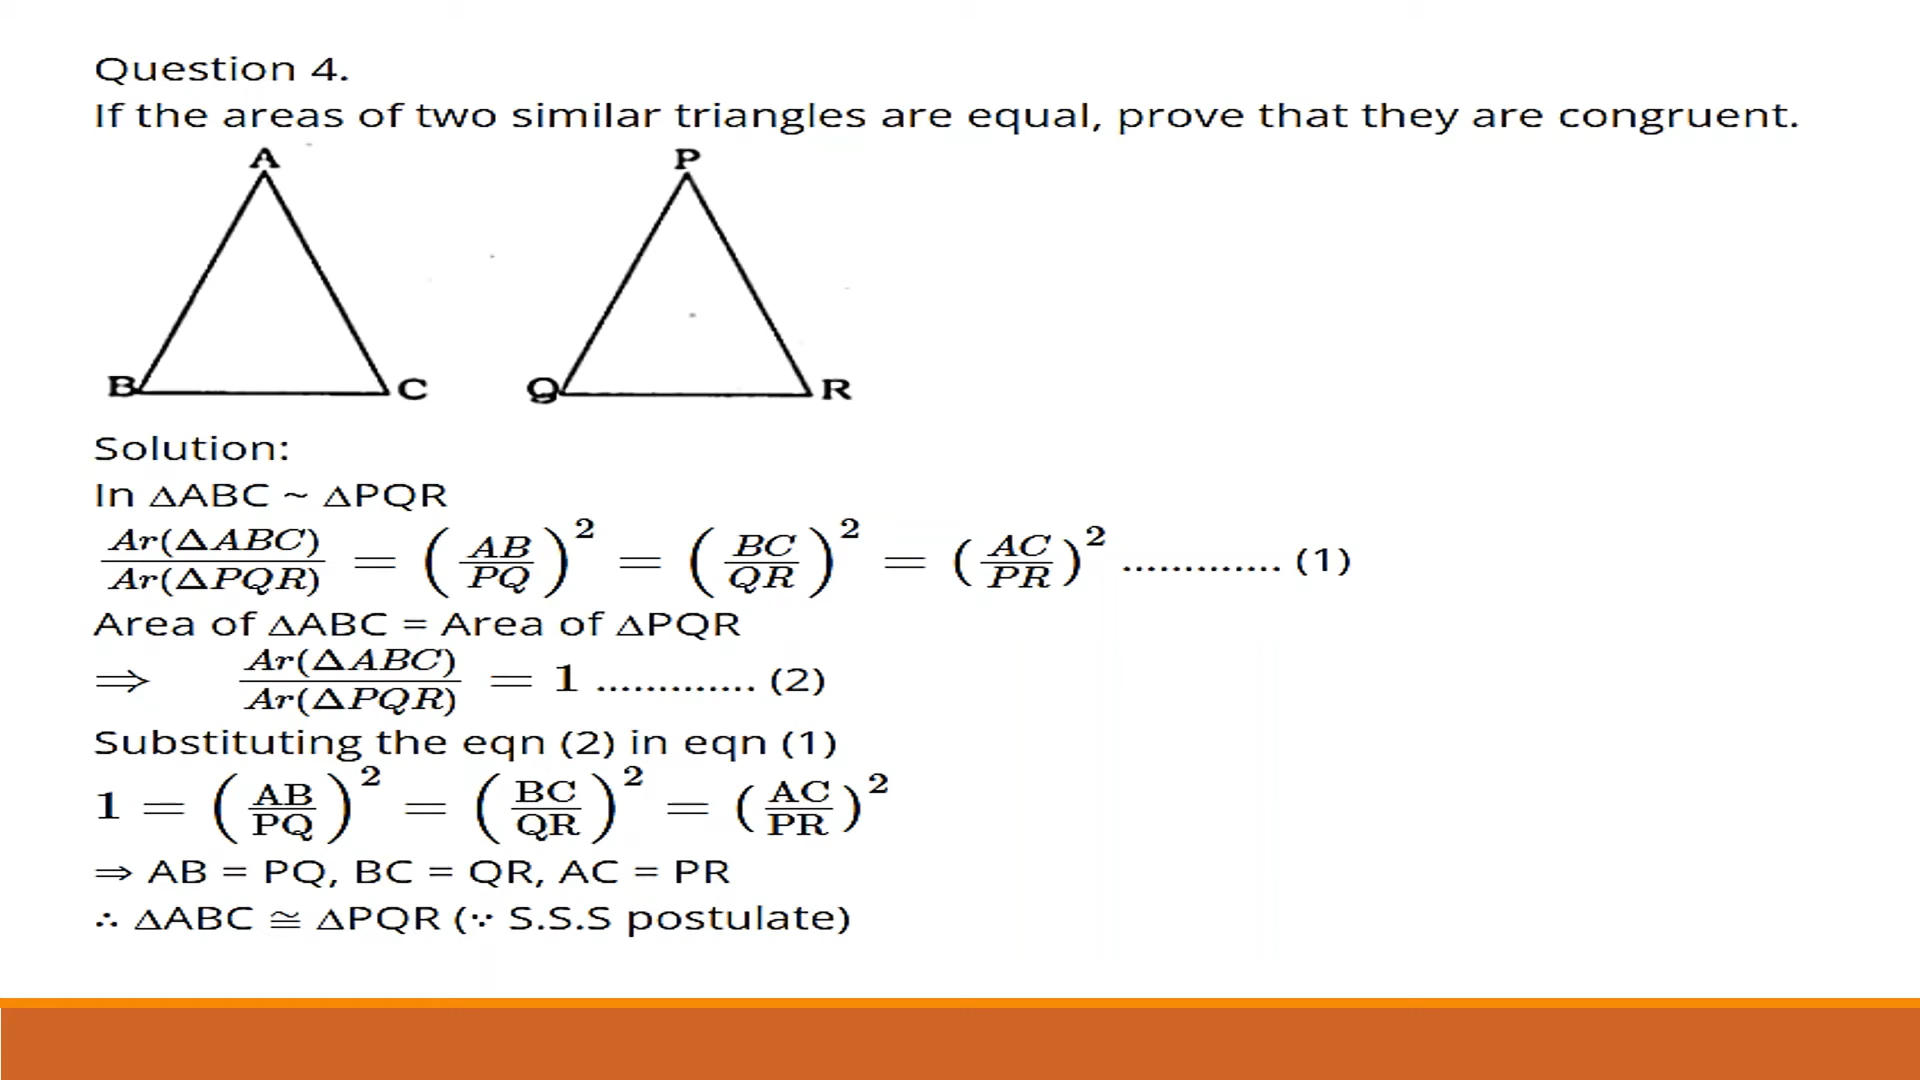 Question 4.
If the areas of two similar triangles are equal, prove that they are congruent.
A P
B C Q R
Solution:
In ΔABC ~ ΔPQR
Ar(ΔABC)/Ar(ΔPQR) = (AB/PQ)² = (BC/QR)² = (AC/PR)² ............. (1)
Area of ΔABC = Area of ΔPQR
⇒ Ar(ΔABC)/Ar(ΔPQR) = 1 ............. (2)
Substituting the eqn (2) in eqn (1)
1 = (AB/PQ)² = (BC/QR)² = (AC/PR)²
⇒ AB = PQ, BC = QR, AC = PR
∴ ΔABC ≅ ΔPQR (∵ S.S.S postulate)